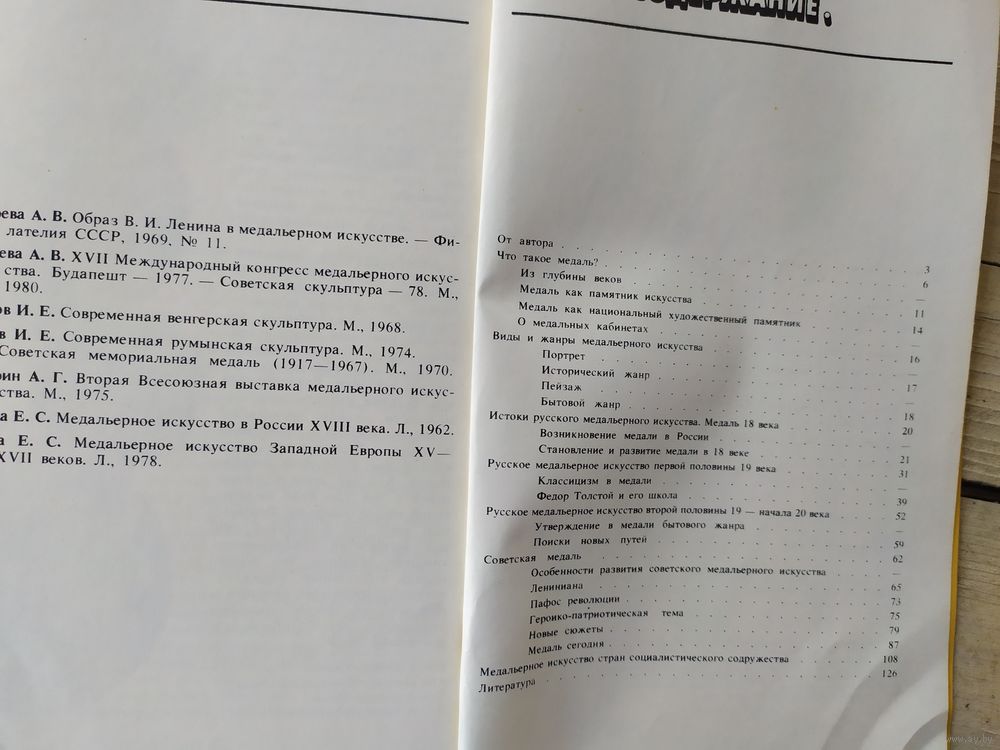 А. В. Образ В. И. Ленина в медальерном искусстве. — Фи-
лателия СССР, 1969, № 11.
А. В. XVII Международный конгресс медальерного искус-
ства. Будапешт — 1977. — Советская скульптура — 78. М.,
1980.
И. Е. Современная венгерская скульптура. М., 1968.
И. Е. Современная румынская скульптура. М., 1974.
Советская мемориальная медаль (1917—1967). М., 1970.
А. Г. Вторая Всесоюзная выставка медальерного искус-
ства. М., 1975.
Е. С. Медальерное искусство в России XVIII века. Л., 1962.
Е. С. Медальерное искусство Западной Европы XV—
XVII веков. Л., 1978.
СОДЕРЖАНИЕ.
От автора 3
Что такое медаль? 6
Из глубины веков —
Медаль как памятник искусства 11
Медаль как национальный художественный памятник 14
О медальных кабинетах —
Виды и жанры медальерного искусства 16
Портрет —
Исторический жанр 17
Пейзаж —
Бытовой жанр 18
Истоки русского медальерного искусства. Медаль 18 века 20
Возникновение медали в России
Становление и развитие медали в 18 веке 21
Русское медальерное искусство первой половины 19 века 31
Классицизм в медали —
Федор Толстой и его школа 39
Русское медальерное искусство второй половины 19 — начала 20 века 52
Утверждение в медали бытового жанра —
Поиски новых путей 59
Советская медаль 62
Особенности развития советского медальерного искусства —
Лениниана 65
Пафос революции 73
Героико-патриотическая тема 75
Новые сюжеты 79
Медаль сегодня 87
Медальерное искусство стран социалистического содружества 108
Литература 126
www.ay.by